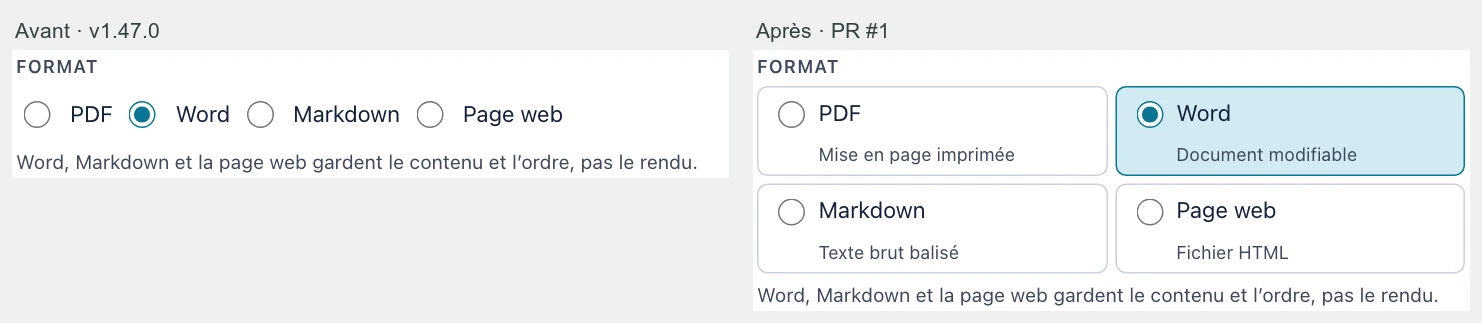 Avant · v1.47.0
FORMAT
PDF
Word
Markdown
Page web
Word, Markdown et la page web gardent le contenu et l’ordre, pas le rendu.
Après · PR #1
FORMAT
PDF
Mise en page imprimée
Word
Document modifiable
Markdown
Texte brut balisé
Page web
Fichier HTML
Word, Markdown et la page web gardent le contenu et l’ordre, pas le rendu.